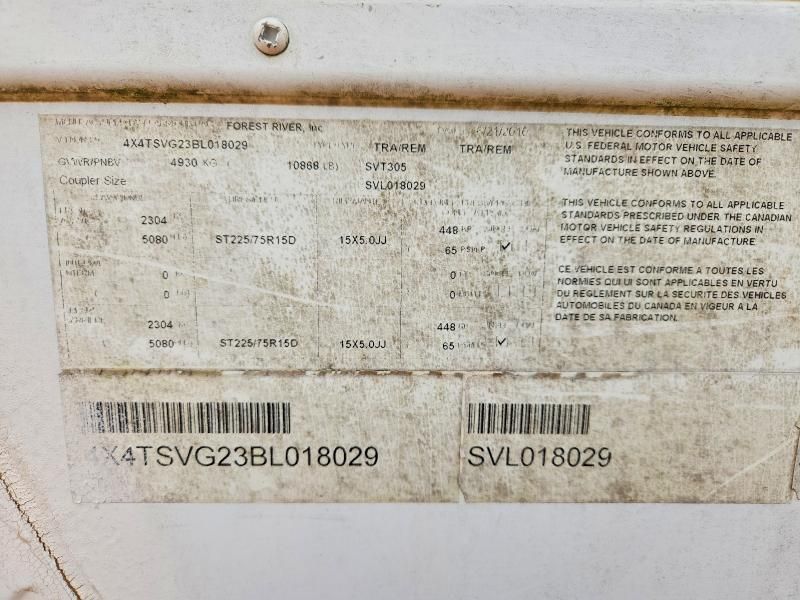 FOREST RIVER, Inc
4X4TSVG23BL018029 TRA/REM TRA/REM
GVWR/PNBV 4930 KG ( 10868 LB) SVT305
Coupler Size SVL018029
2304 448
5080 ST225/75R15D 15X5.0JJ 65 ✓
0 0
0 0
2304 448
5080 ST225/75R15D 15X5.0JJ 65 ✓
THIS VEHICLE CONFORMS TO ALL APPLICABLE
U.S. FEDERAL MOTOR VEHICLE SAFETY
STANDARDS IN EFFECT ON THE DATE OF
MANUFACTURE SHOWN ABOVE.
THIS VEHICLE CONFORMS TO ALL APPLICABLE
STANDARDS PRESCRIBED UNDER THE CANADIAN
MOTOR VEHICLE SAFETY REGULATIONS IN
EFFECT ON THE DATE OF MANUFACTURE
CE VEHICLE EST CONFORME A TOUTES LES
NORMES QUI UI SONT APPLICABLES EN VERTU
DU REGLEMENT SUR LA SECURITE DES VEHICLES
AUTOMOBILES DU CANADA EN VIGEUR A LA
DATE DE SA FABRICATION.
4X4TSVG23BL018029
SVL018029